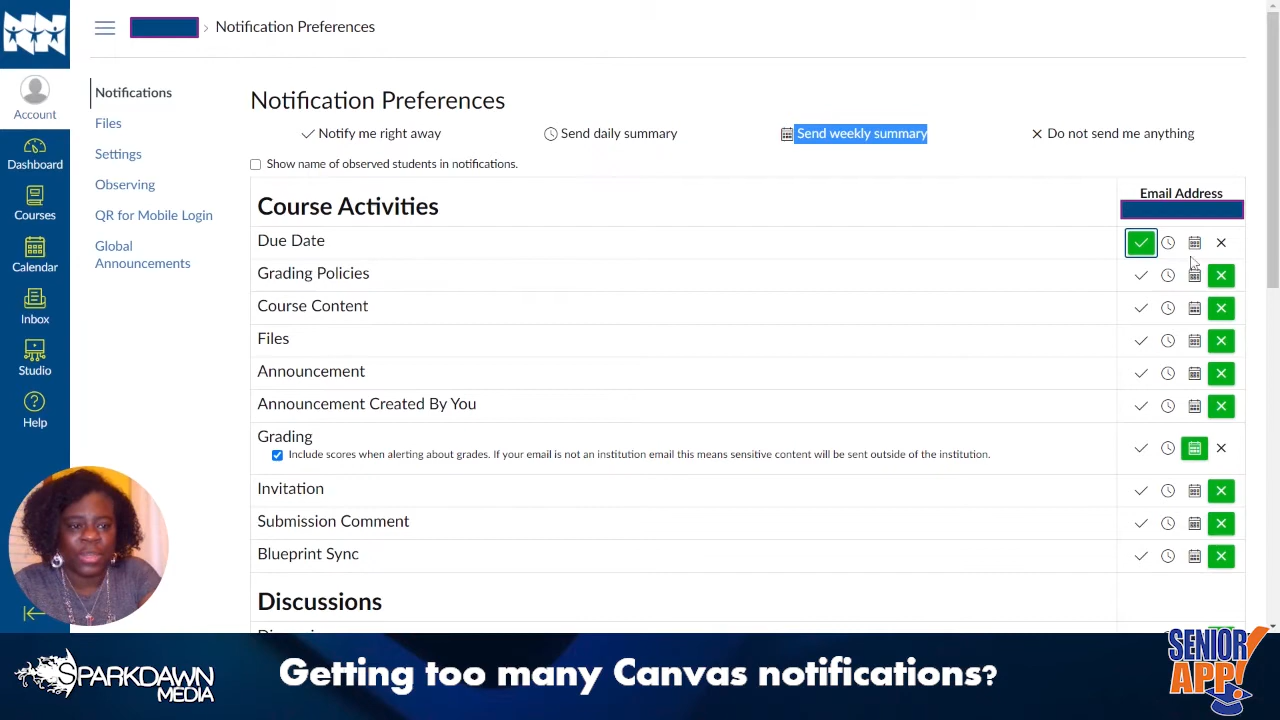 NN
Notification Preferences
Account
Dashboard
Courses
Calendar
Inbox
Studio
Help
Notifications
Files
Settings
Observing
QR for Mobile Login
Global
Announcements
Notification Preferences
Notify me right away
Send daily summary
Send weekly summary
Do not send me anything
Show name of observed students in notifications.
Course Activities
Email Address
Due Date
Grading Policies
Course Content
Files
Announcement
Announcement Created By You
Grading
Include scores when alerting about grades. If your email is not an institution email this means sensitive content will be sent outside of the institution.
Invitation
Submission Comment
Blueprint Sync
Discussions
SPARKDAWN
MEDIA
Getting too many Canvas notifications?
SENIOR
APP!